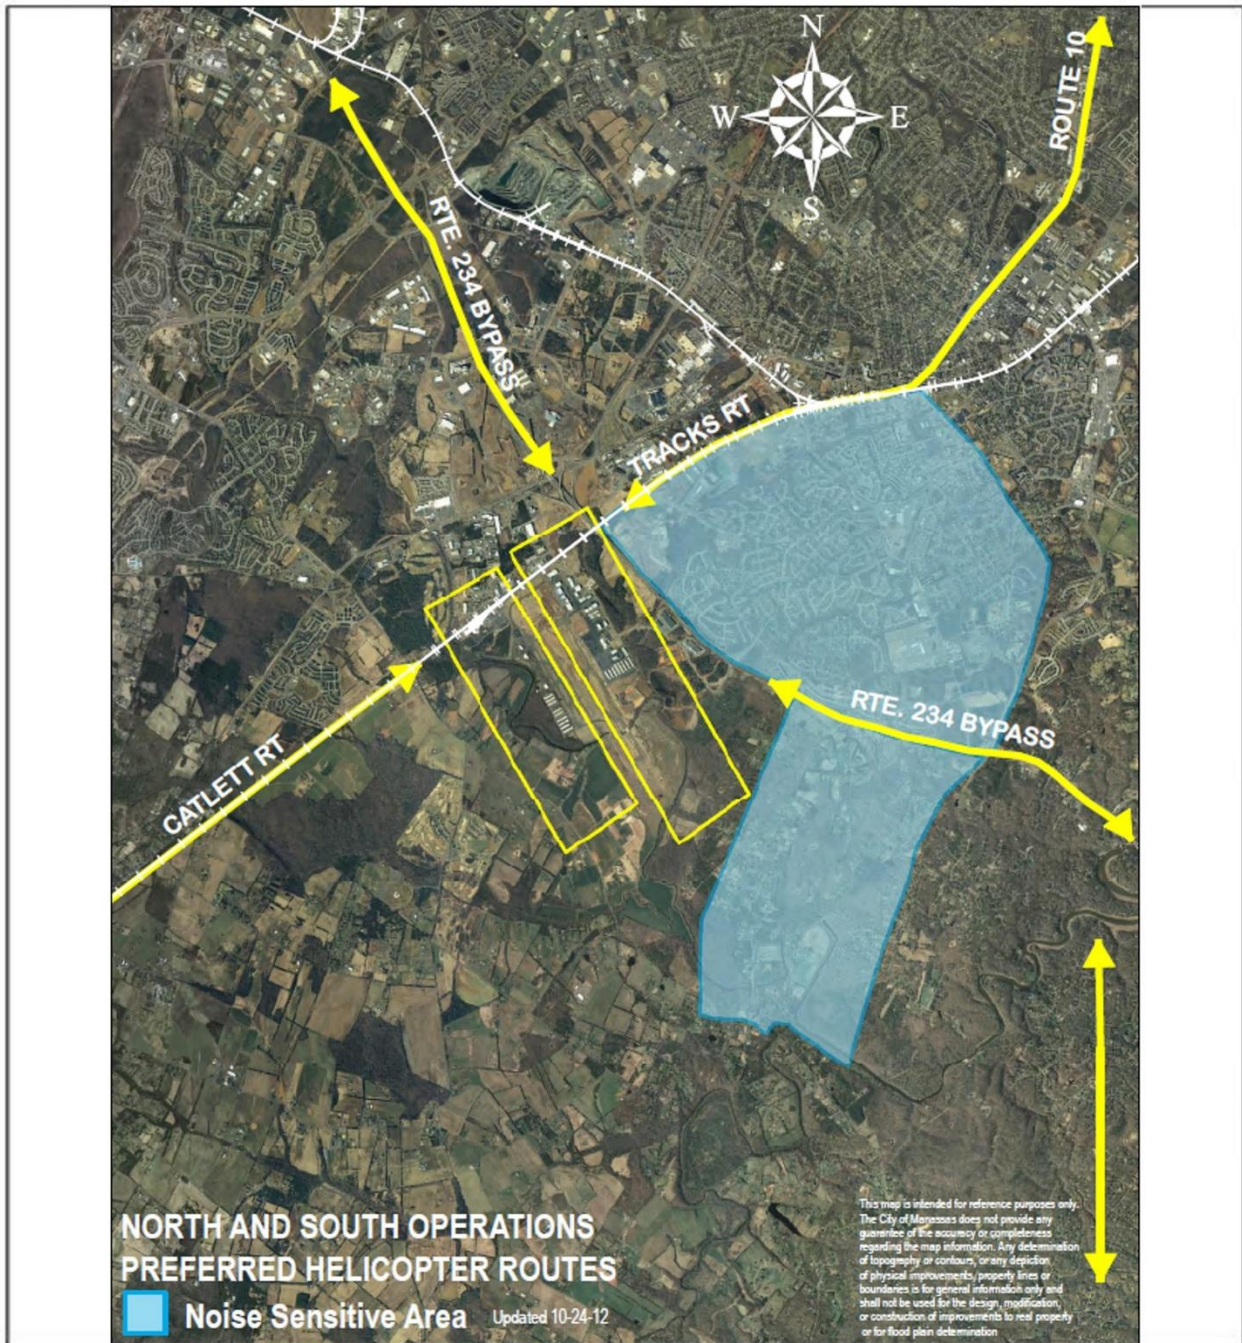 N
W
E
S
ROUTE 10
RTE. 234 BYPASS
TRACKS RT
RTE. 234 BYPASS
CATLETT RT
NORTH AND SOUTH OPERATIONS
PREFERRED HELICOPTER ROUTES
Noise Sensitive Area
Updated 10-24-12
This map is intended for reference purposes only.
The City of Manassas does not provide any
guarantee of the accuracy or completeness
regarding the map information. Any determination
of topography or contours, or any depiction
of physical improvements, property lines or
boundaries is for general information only and
shall not be used for the design, modification,
or construction of improvements to real property
or for flood plain determination